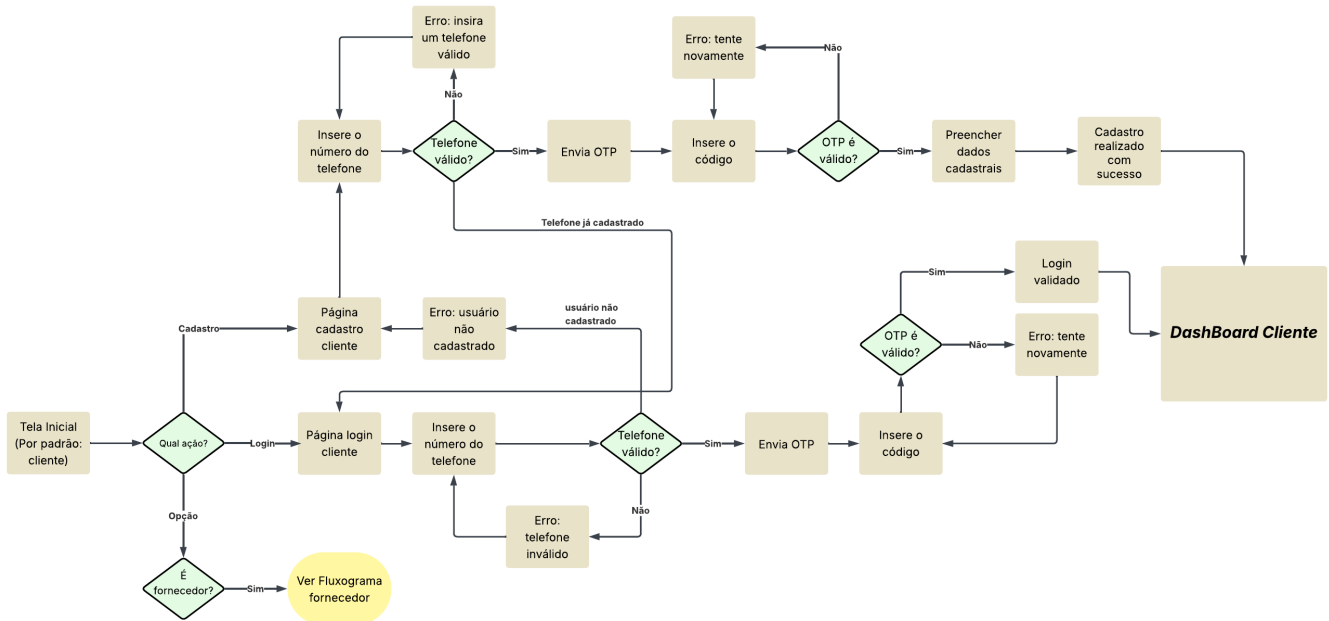 Erro: insira
um telefone
válido
Erro: tente
novamente
Não
Não
Insere o
número do
telefone
Telefone
válido?
Sim
Envia OTP
Insere o
código
OTP é
válido?
Sim
Preencher
dados
cadastrais
Cadastro
realizado
com
sucesso
Telefone já cadastrado
Login
validado
Sim
DashBoard Cliente
Página
cadastro
cliente
Cadastro
Erro: usuário
não
cadastrado
usuário não
cadastrado
OTP é
válido?
Não
Erro: tente
novamente
Tela Inicial
(Por padrão:
cliente)
Qual ação?
Login
Página login
cliente
Insere o
número do
telefone
Telefone
válido?
Sim
Envia OTP
Insere o
código
Opção
Não
Erro:
telefone
inválido
É
fornecedor?
Sim
Ver Fluxograma
fornecedor